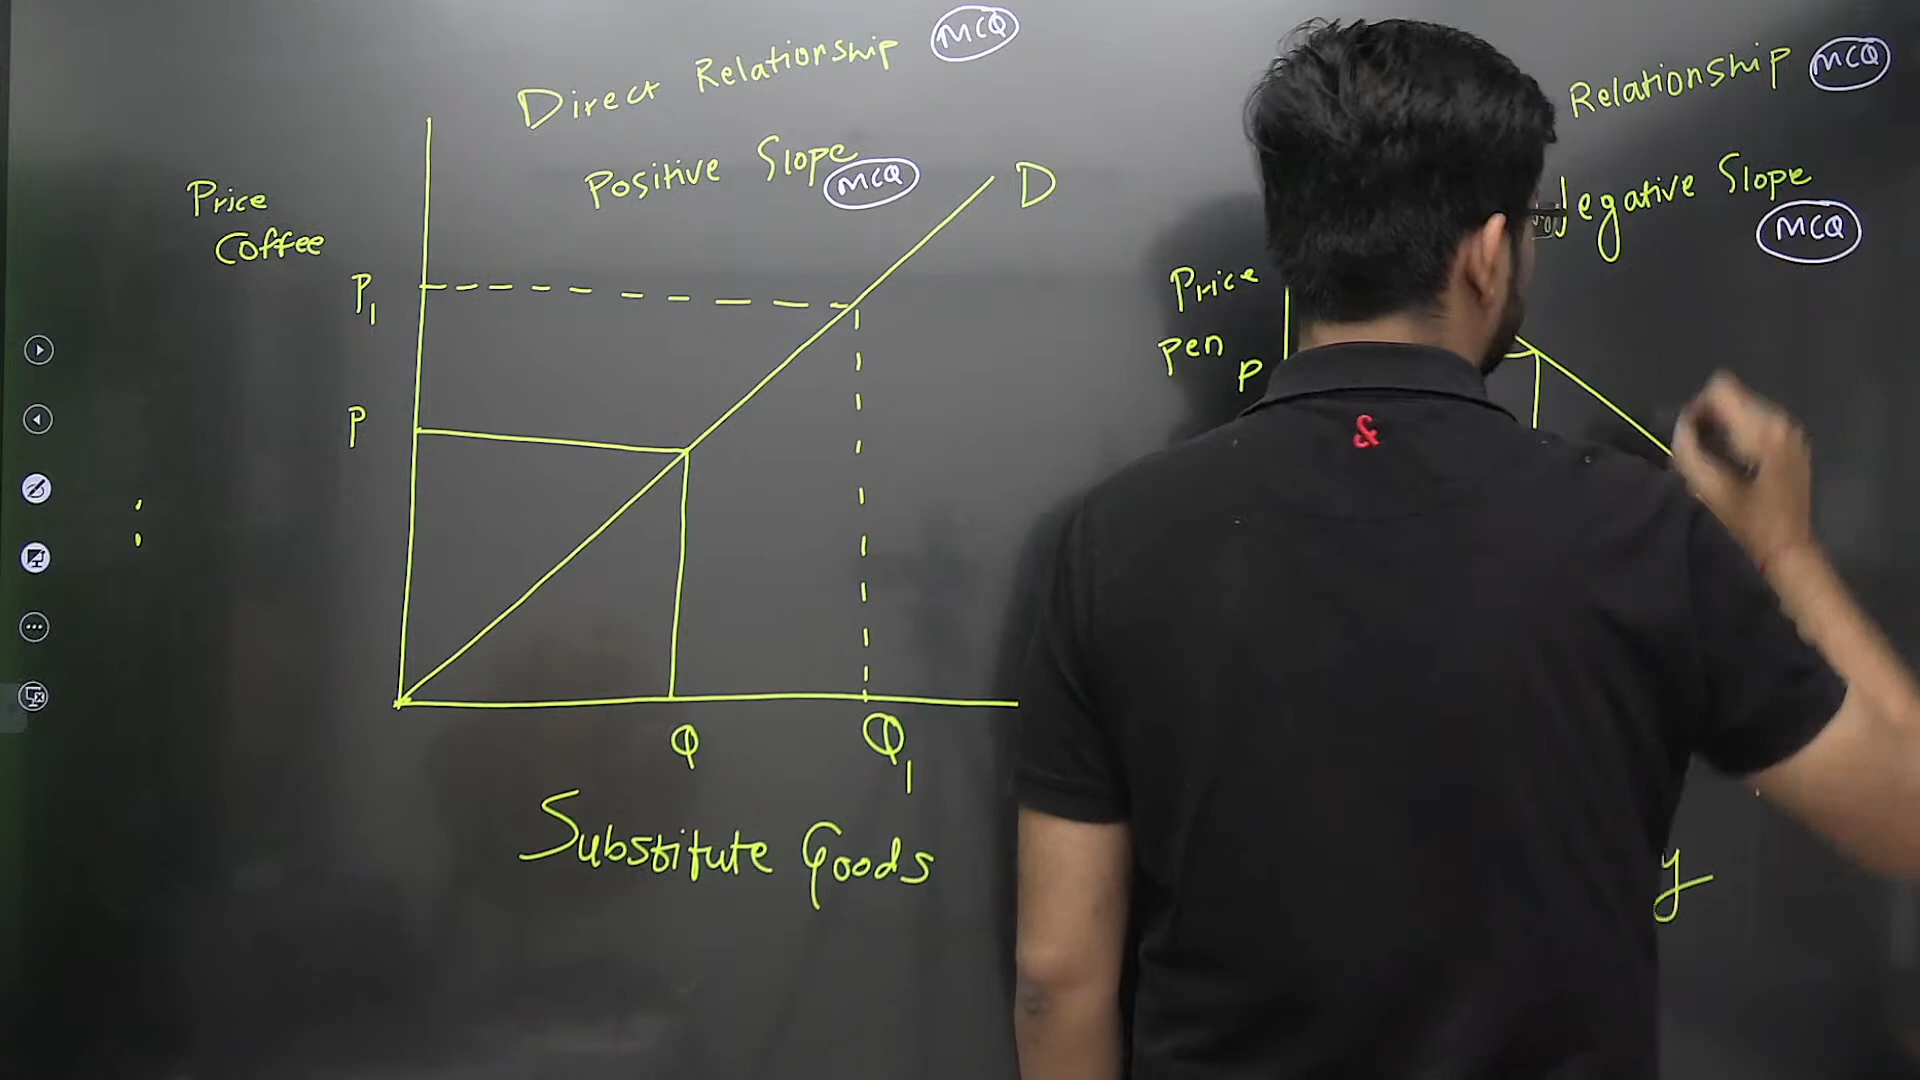 Direct Relationship MCQ
Positive Slope
MCQ
D
Price
Coffee
P1
P
Q
Q1
Substitute Goods
Relationship MCQ
egative Slope
MCQ
Price
Pen
P
&
y